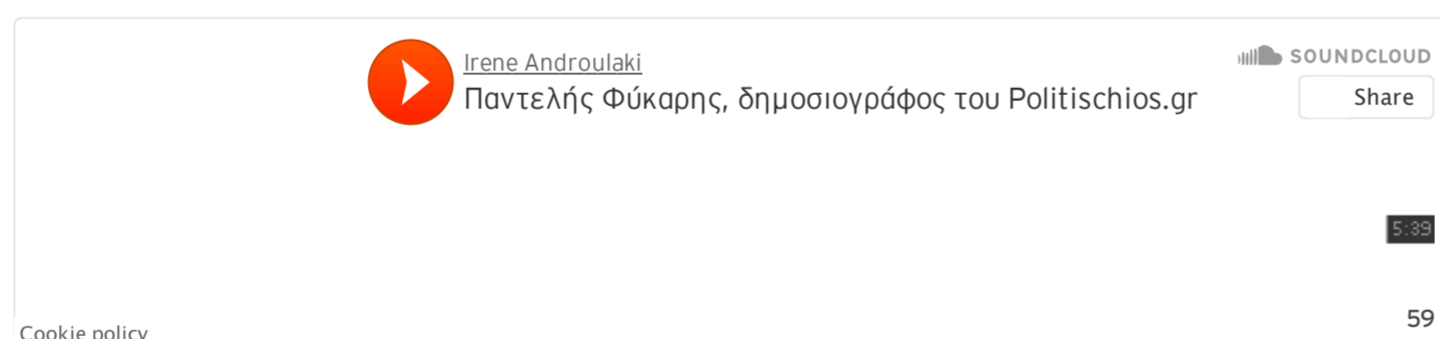 Irene Androulaki
SOUNDCLOUD
Παντελής Φύκαρης, δημοσιογράφος του Politischios.gr
Share
5:39
59
Cookie policy